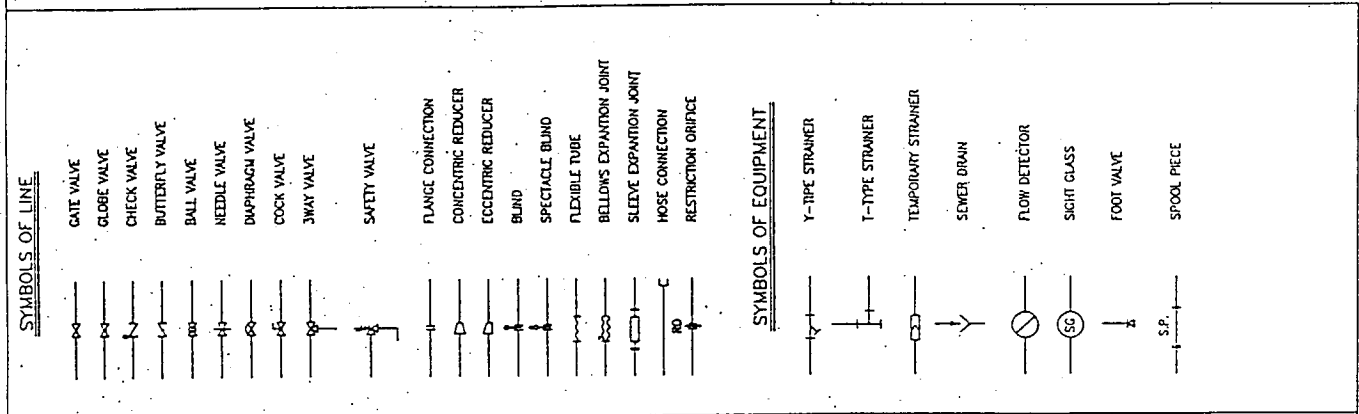 SYMBOLS OF LINE
GATE VALVE
GLOBE VALVE
CHECK VALVE
BUTTERFLY VALVE
BALL VALVE
NEEDLE VALVE
DIAPHRAGM VALVE
COCK VALVE
3WAY VALVE
SAFETY VALVE
FLANGE CONNECTION
CONCENTRIC REDUCER
ECCENTRIC REDUCER
BLIND
SPECTACLE BLIND
FLEXIBLE TUBE
BELLOWS EXPANTION JOINT
SLEEVE EXPANTION JOINT
HOSE CONNECTION
RO RESTRICTION ORIFICE
SYMBOLS OF EQUIPMENT
Y-TYPE STRAINER
T-TYPE STRAINER
TEMPORARY STRAINER
SEWER DRAIN
FLOW DETECTOR
SG SIGHT GLASS
FOOT VALVE
S.P. SPOOL PIECE